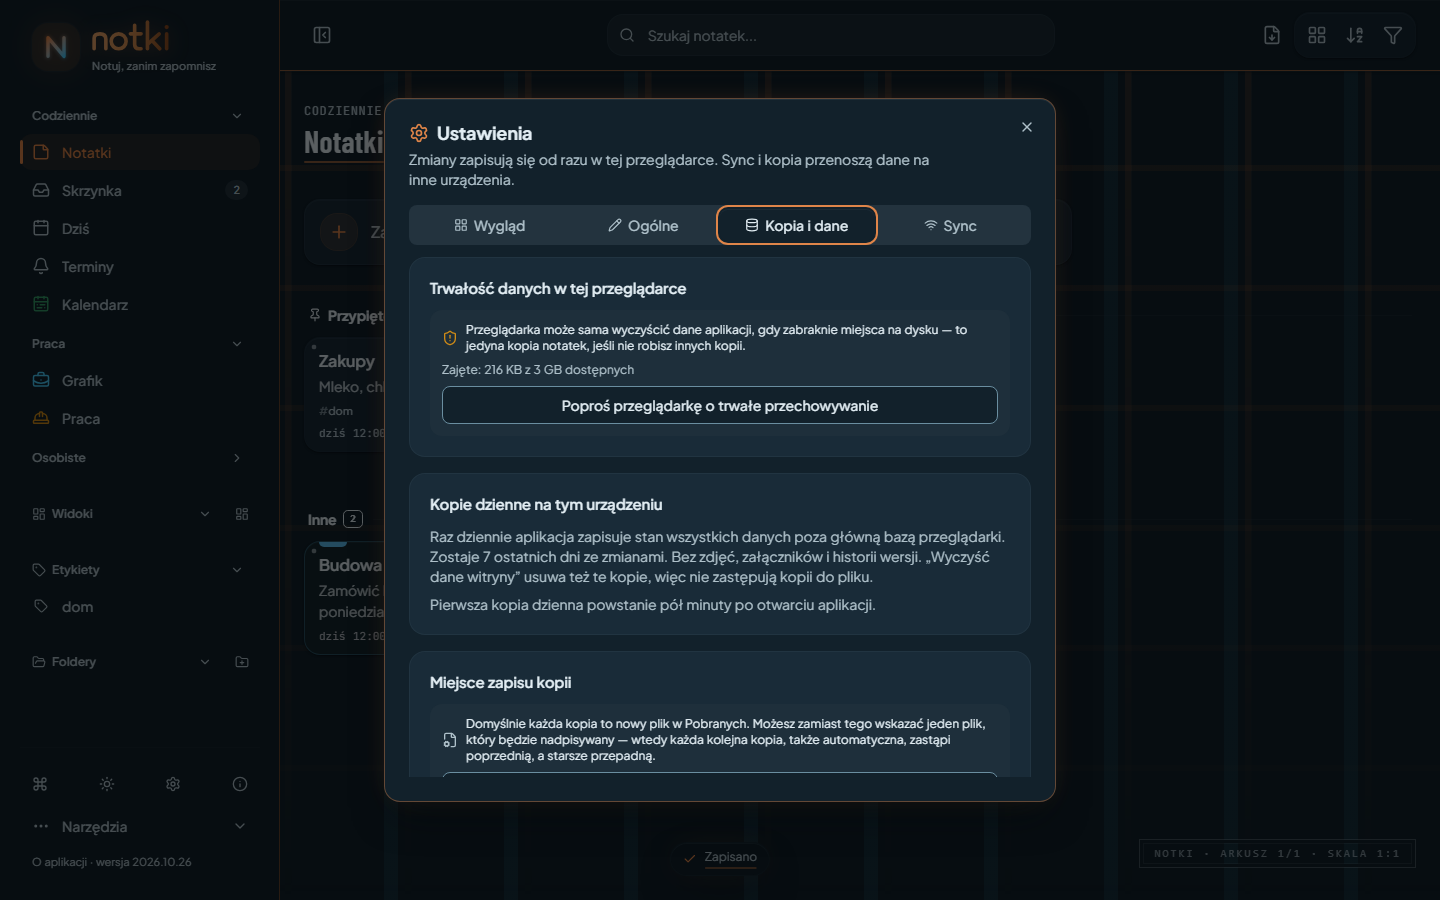 N notki
Notuj, zanim zapomnisz
Szukaj notatek...
Codziennie
Notatki
Skrzynka 2
Dziś
Terminy
Kalendarz
Praca
Grafik
Praca
Osobiste
Widoki
Etykiety
dom
Foldery
Narzędzia
O aplikacji · wersja 2026.10.26
CODZIENNIE
Notatki
Przypięt
Zakupy
#dom
dziś 12:00
Inne 2
Budowa
Zamówić
poniedzia
dziś 12:00
Ustawienia
Zmiany zapisują się od razu w tej przeglądarce. Sync i kopia przenoszą dane na
inne urządzenia.
Wygląd Ogólne Kopia i dane Sync
Trwałość danych w tej przeglądarce
Przeglądarka może sama wyczyścić dane aplikacji, gdy zabraknie miejsca na dysku — to
jedyna kopia notatek, jeśli nie robisz innych kopii.
Zajęte: 216 KB z 3 GB dostępnych
Poproś przeglądarkę o trwałe przechowywanie
Kopie dzienne na tym urządzeniu
Raz dziennie aplikacja zapisuje stan wszystkich danych poza główną bazą przeglądarki.
Zostaje 7 ostatnich dni ze zmianami. Bez zdjęć, załączników i historii wersji. „Wyczyść
dane witryny” usuwa też te kopie, więc nie zastępują kopii do pliku.
Pierwsza kopia dzienna powstanie pół minuty po otwarciu aplikacji.
Miejsce zapisu kopii
Domyślnie każda kopia to nowy plik w Pobranych. Możesz zamiast tego wskazać jeden plik,
który będzie nadpisywany — wtedy każda kolejna kopia, także automatyczna, zastąpi
poprzednią, a starsze przepadną.
Zapisano
NOTKI · ARKUSZ 1/1 · SKALA 1:1